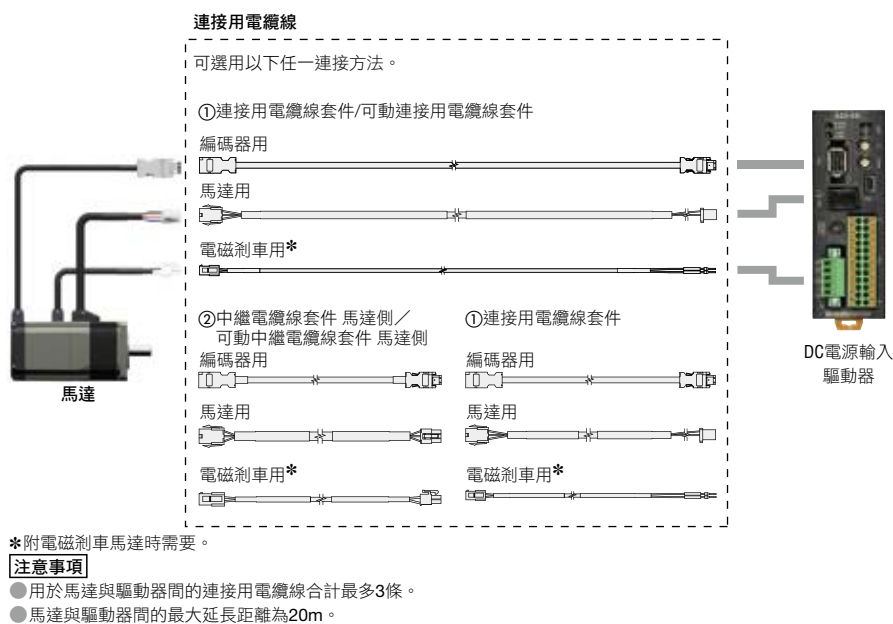 連接用電纜線
可選用以下任一連接方法。
①連接用電纜線套件/可動連接用電纜線套件
編碼器用
馬達用
電磁剎車用✱
②中繼電纜線套件 馬達側／
可動中繼電纜線套件 馬達側
編碼器用
馬達用
電磁剎車用✱
①連接用電纜線套件
編碼器用
馬達用
電磁剎車用✱
馬達
DC電源輸入
驅動器
✱附電磁剎車馬達時需要。
注意事項
●用於馬達與驅動器間的連接用電纜線合計最多3條。
●馬達與驅動器間的最大延長距離為20m。